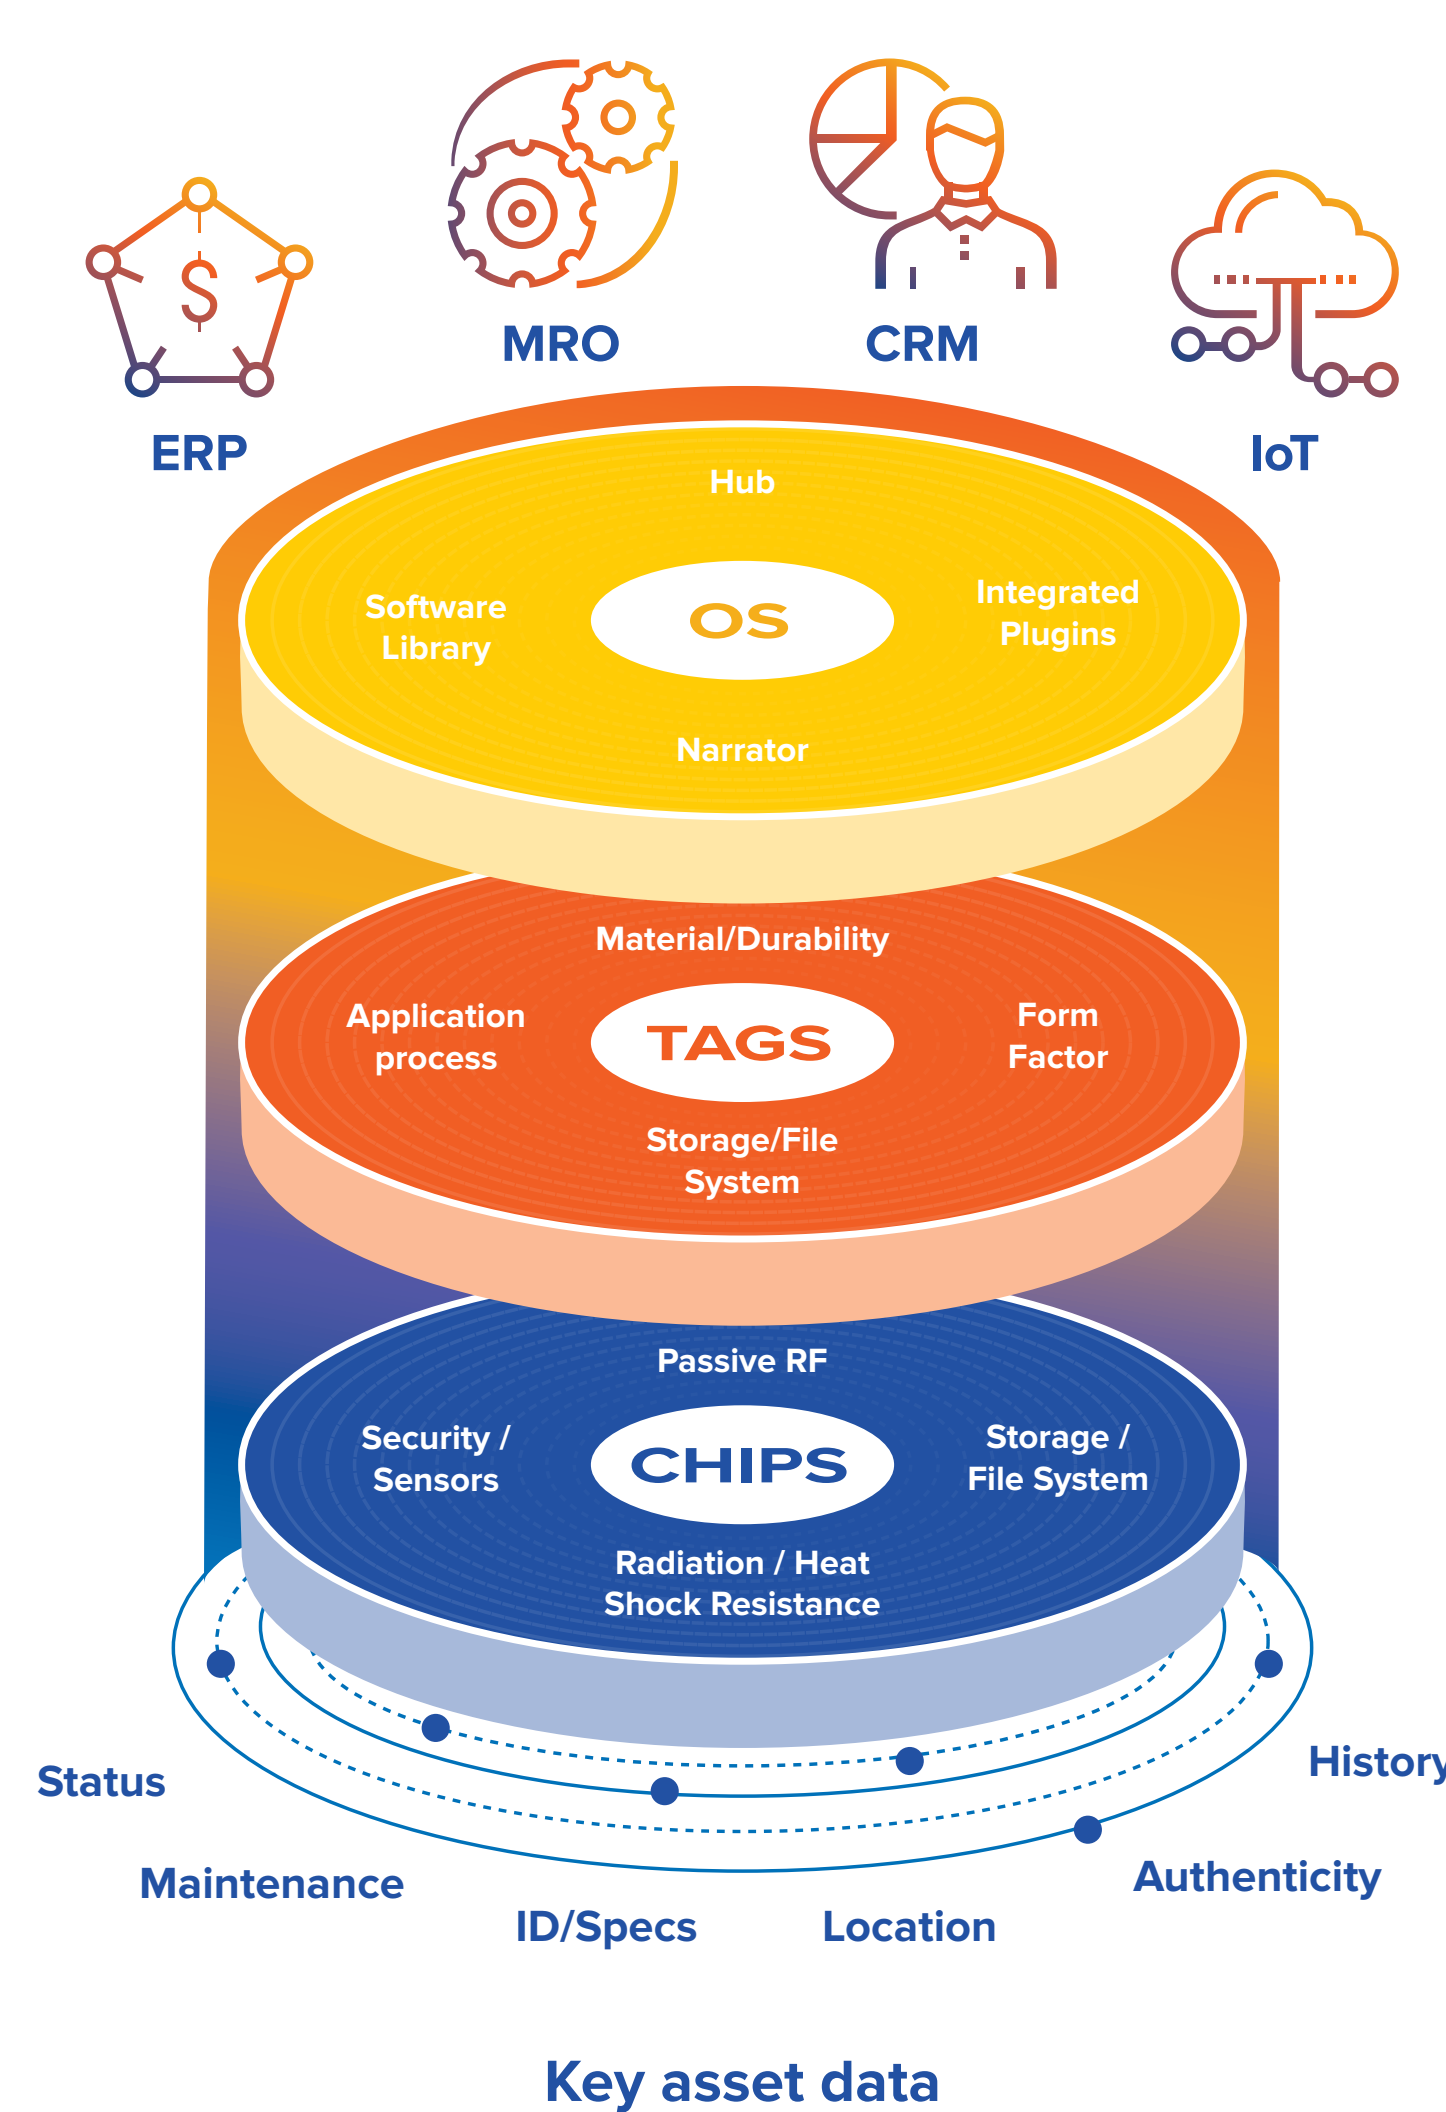 MRO
CRM
ERP
IoT
$
Hub
Software
Library
OS
Integrated
Plugins
Narrator
Material/Durability
Application
process
TAGS
Form
Factor
Storage/File
System
Passive RF
Security /
Sensors
CHIPS
Storage /
File System
Radiation / Heat
Shock Resistance
Status
History
Maintenance
Authenticity
ID/Specs
Location
Key asset data